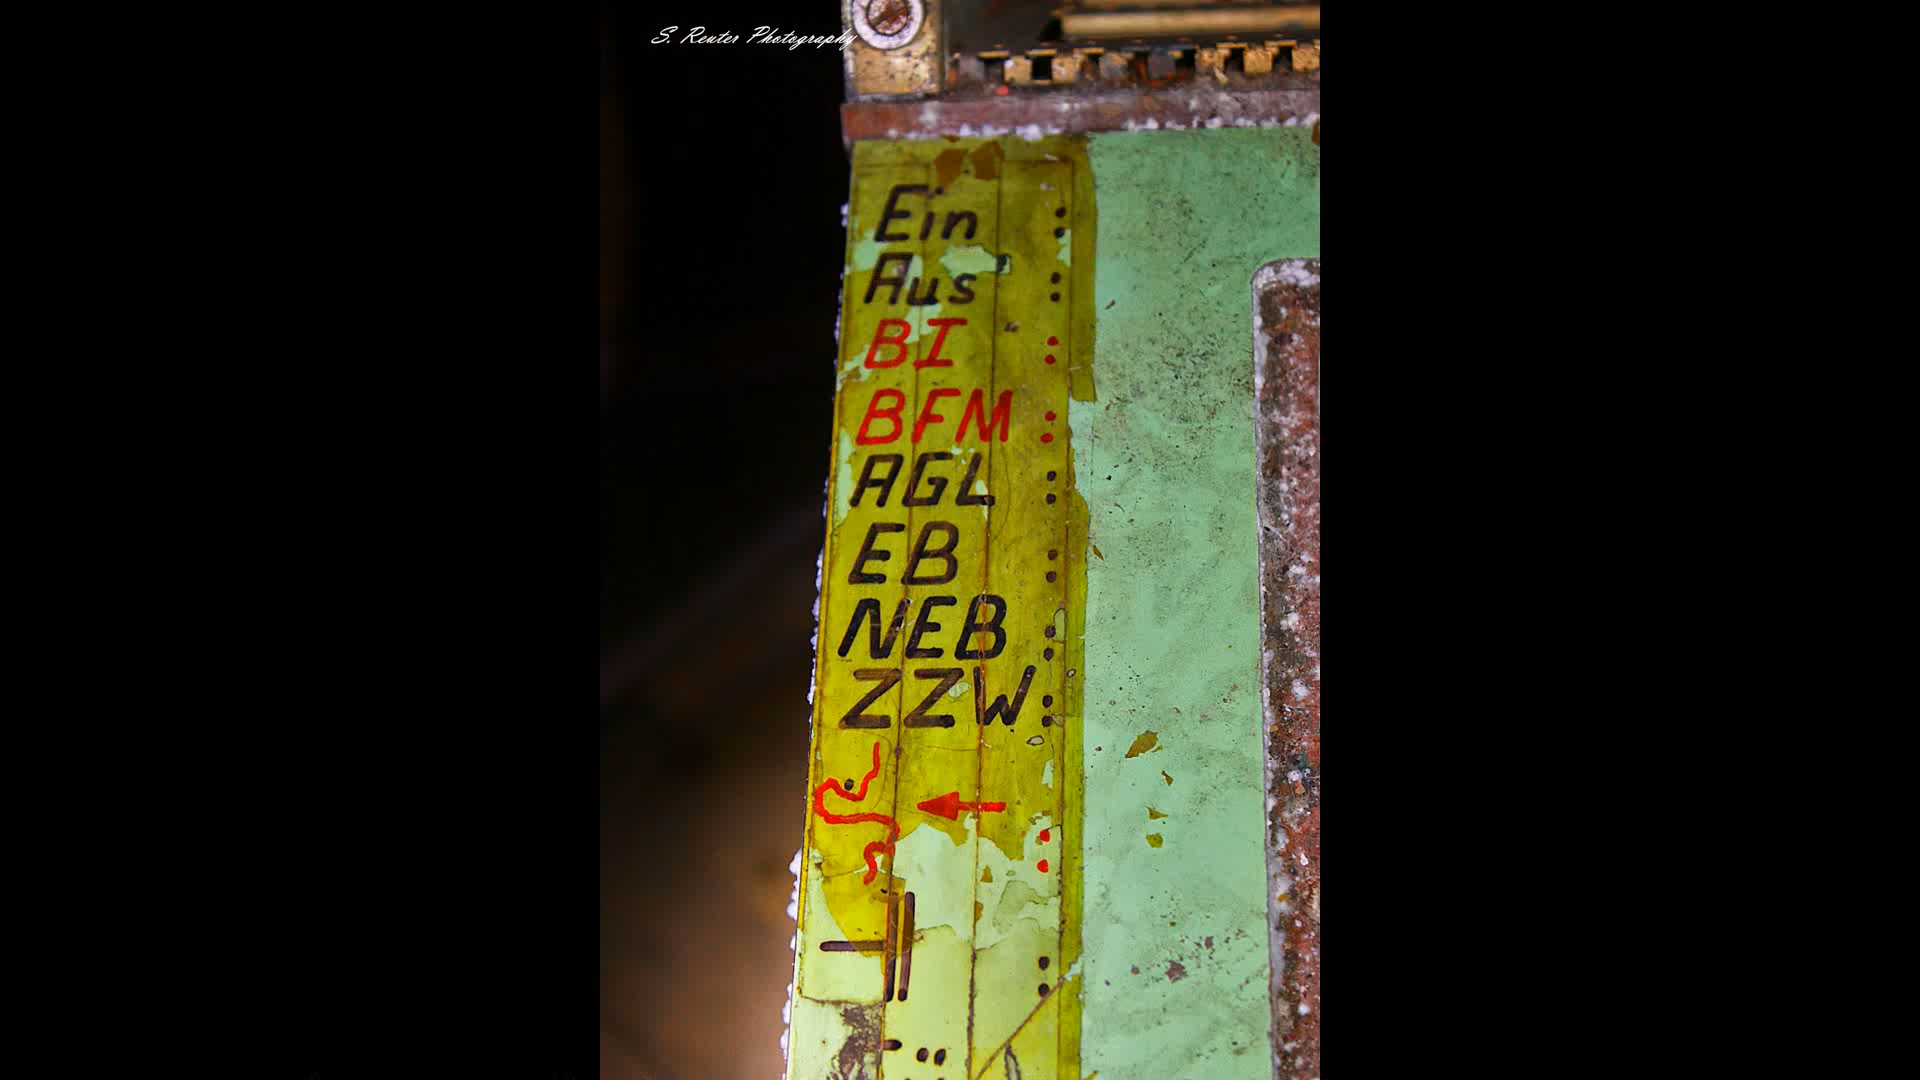 S. Reuter Photography
Ein :
Aus :
BI :
BFM :
AGL :
EB :
NEB :
ZZW :